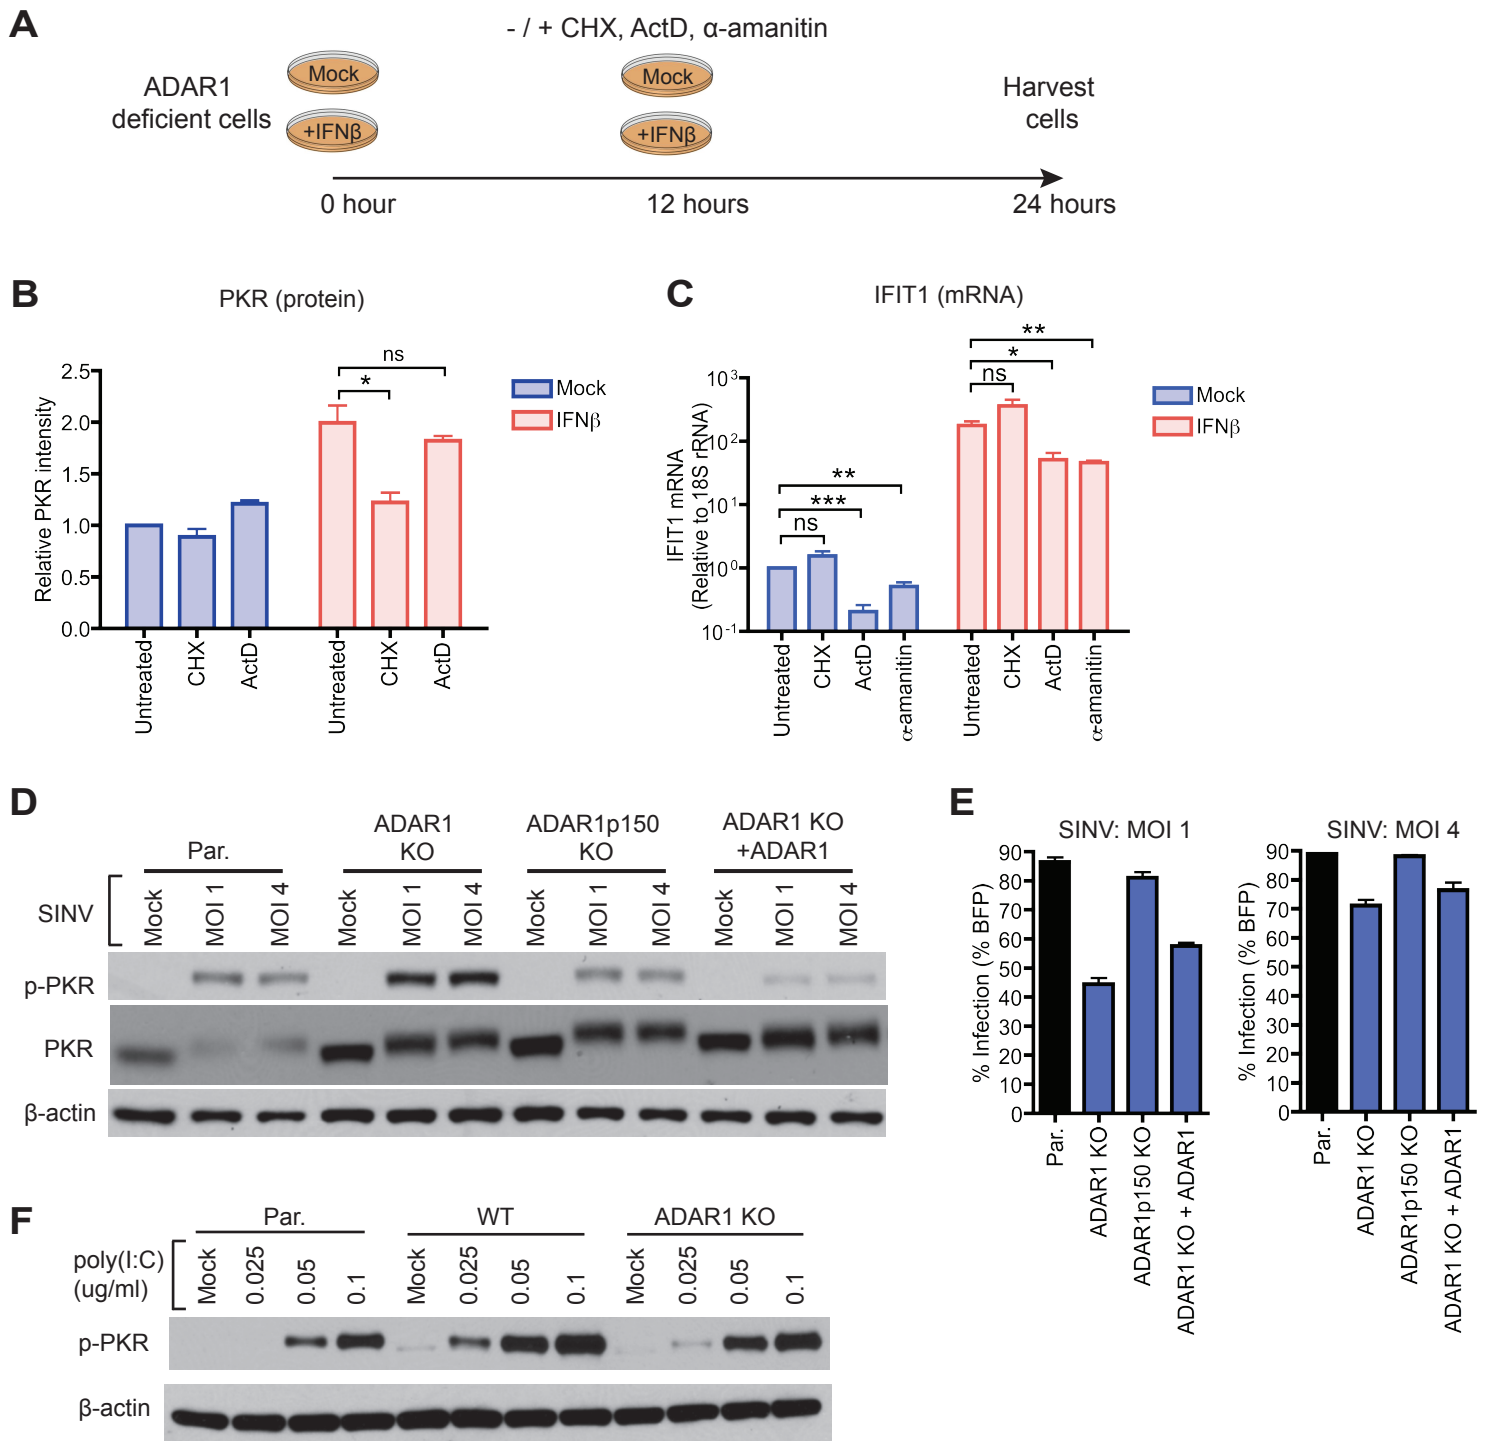 A
- / + CHX, ActD, α-amanitin
ADAR1
deficient cells
Mock
+IFNβ
Mock
+IFNβ
Harvest
cells
0 hour
12 hours
24 hours
B
PKR (protein)
Relative PKR intensity
2.5
2.0
1.5
1.0
0.5
0.0
*
ns
Mock
IFNβ
Untreated
CHX
ActD
Untreated
CHX
ActD
C
IFIT1 (mRNA)
IFIT1 mRNA
(Relative to 18S rRNA)
10³
10²
10¹
10⁰
10⁻¹
**
***
ns
**
*
ns
Mock
IFNβ
Untreated
CHX
ActD
α-amanitin
Untreated
CHX
ActD
α-amanitin
D
Par.
ADAR1
KO
ADAR1p150
KO
ADAR1 KO
+ADAR1
SINV
Mock
MOI 1
MOI 4
Mock
MOI 1
MOI 4
Mock
MOI 1
MOI 4
Mock
MOI 1
MOI 4
p-PKR
PKR
β-actin
E
SINV: MOI 1
% Infection (% BFP)
90
80
70
60
50
40
30
20
10
0
Par.
ADAR1 KO
ADAR1p150 KO
ADAR1 KO + ADAR1
SINV: MOI 4
% Infection (% BFP)
90
80
70
60
50
40
30
20
10
0
Par.
ADAR1 KO
ADAR1p150 KO
ADAR1 KO + ADAR1
F
Par.
WT
ADAR1 KO
poly(I:C)
(ug/ml)
Mock
0.025
0.05
0.1
Mock
0.025
0.05
0.1
Mock
0.025
0.05
0.1
p-PKR
β-actin